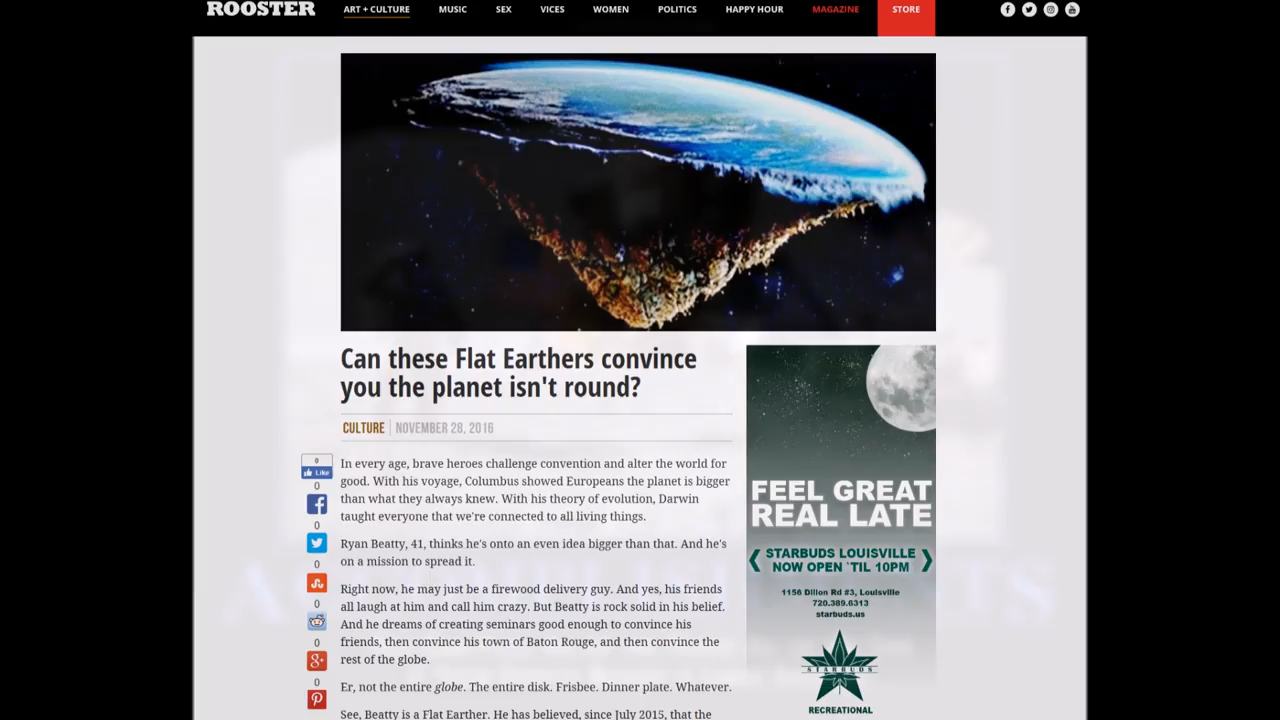 ROOSTER
ART + CULTURE MUSIC SEX VICES WOMEN POLITICS HAPPY HOUR MAGAZINE STORE
Can these Flat Earthers convince
you the planet isn't round?
CULTURE | NOVEMBER 28, 2016
0
Like
0
0
0
0
0
0
In every age, brave heroes challenge convention and alter the world for
good. With his voyage, Columbus showed Europeans the planet is bigger
than what they always knew. With his theory of evolution, Darwin
taught everyone that we're connected to all living things.
Ryan Beatty, 41, thinks he's onto an even idea bigger than that. And he's
on a mission to spread it.
Right now, he may just be a firewood delivery guy. And yes, his friends
all laugh at him and call him crazy. But Beatty is rock solid in his belief.
And he dreams of creating seminars good enough to convince his
friends, then convince his town of Baton Rouge, and then convince the
rest of the globe.
Er, not the entire globe. The entire disk. Frisbee. Dinner plate. Whatever.
See, Beatty is a Flat Earther. He has believed, since July 2015, that the
FEEL GREAT
REAL LATE
STARBUDS LOUISVILLE
NOW OPEN `TIL 10PM
1156 Dillon Rd #3, Louisville
720.389.6313
starbuds.us
STARBUDS
RECREATIONAL